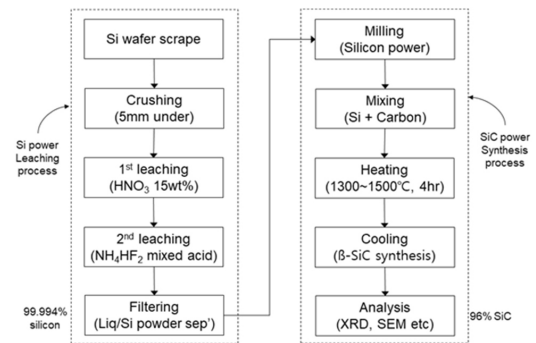 Si wafer scrape
Crushing
(5mm under)
1st leaching
(HNO3 15wt%)
2nd leaching
(NH4HF2 mixed acid)
Filtering
(Liq/Si powder sep')
Si power
Leaching
process
99.994%
silicon
Milling
(Silicon power)
Mixing
(Si + Carbon)
Heating
(1300~1500℃, 4hr)
Cooling
(ß-SiC synthesis)
Analysis
(XRD, SEM etc)
SiC power
Synthesis
process
96% SiC